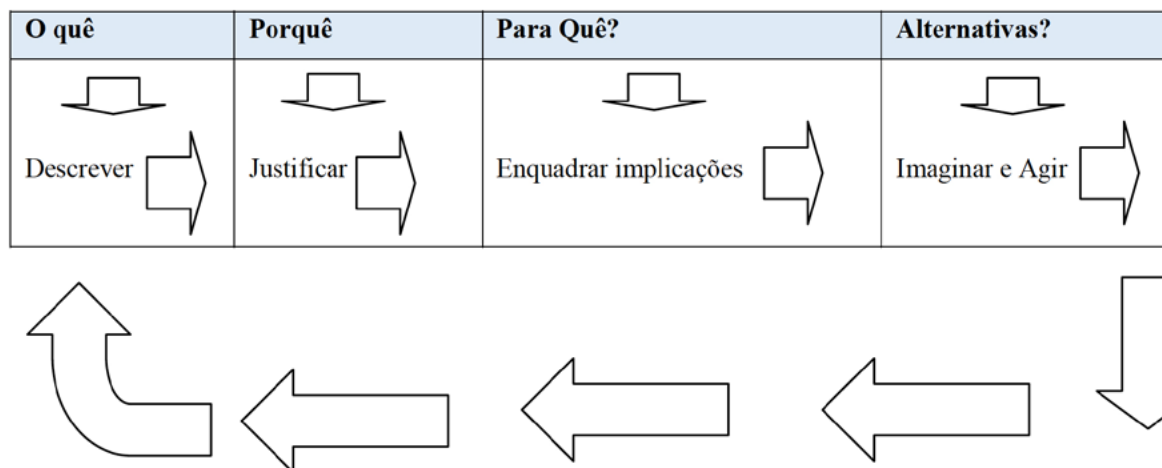 O quê
Porquê
Para Quê?
Alternativas?
Descrever
Justificar
Enquadrar implicações
Imaginar e Agir